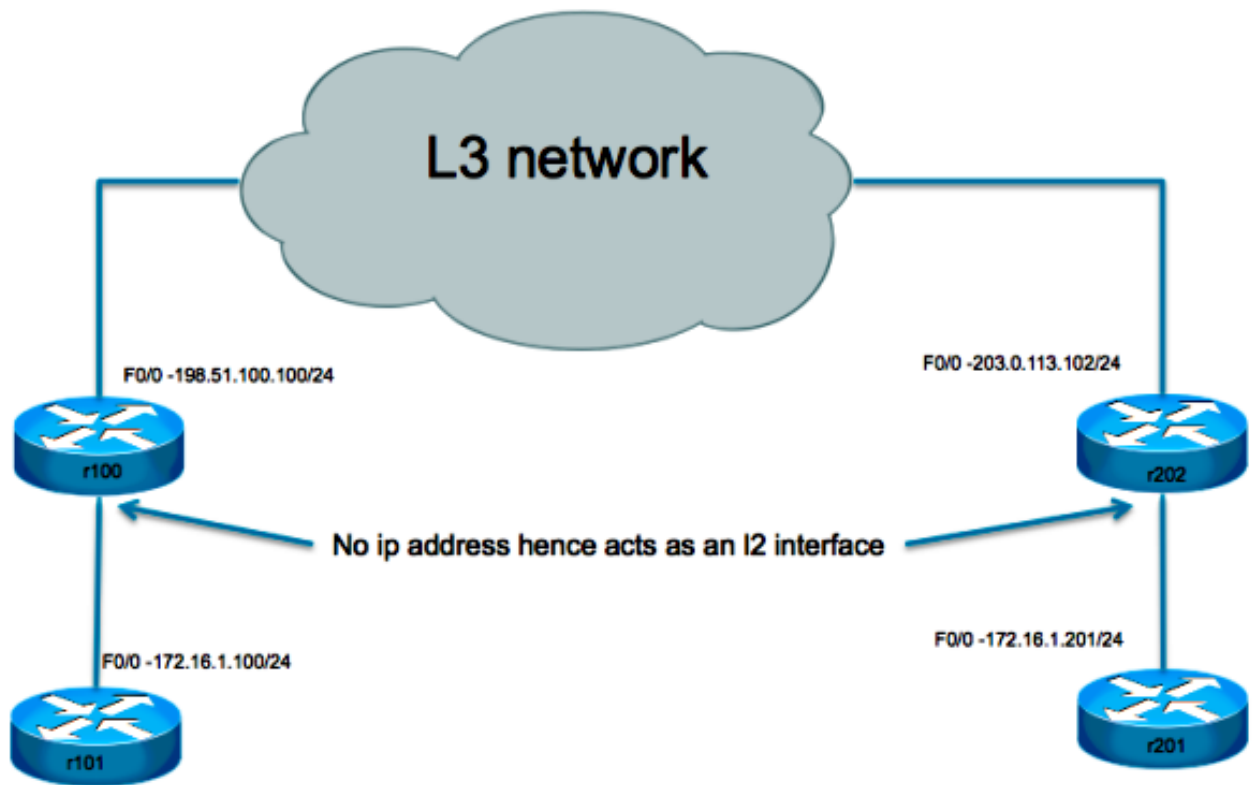 L3 network
F0/0 -198.51.100.100/24
F0/0 -203.0.113.102/24
r100
r202
No ip address hence acts as an l2 interface
F0/0 -172.16.1.100/24
F0/0 -172.16.1.201/24
r101
r201